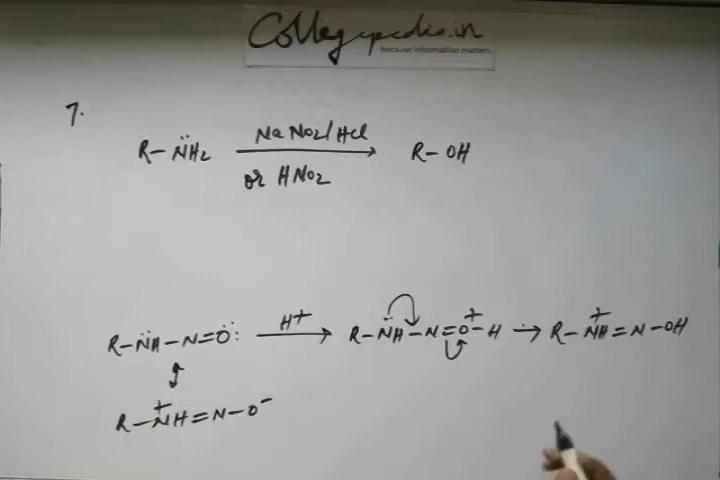 Collegepedia.in
because information matters
7.
R-N̈H₂ NaNO₂/HCl R-OH
or HNO₂
R-N̈H-N=Ö: H+ R-N̈H-N=O⁺-H → R-N⁺H=N-OH
↕
R-N⁺H=N-O⁻